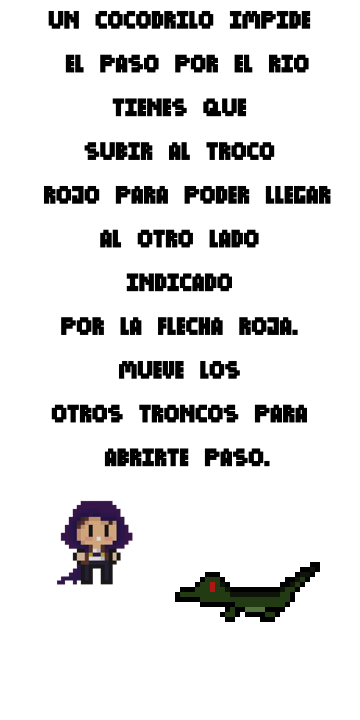 UN COCODRILO IMPIDE
EL PASO POR EL RIO
TIENES QUE
SUBIR AL TROCO
ROJO PARA PODER LLEGAR
AL OTRO LADO
INDICADO
POR LA FLECHA ROJA.
MUEVE LOS
OTROS TRONCOS PARA
ABRIRTE PASO.